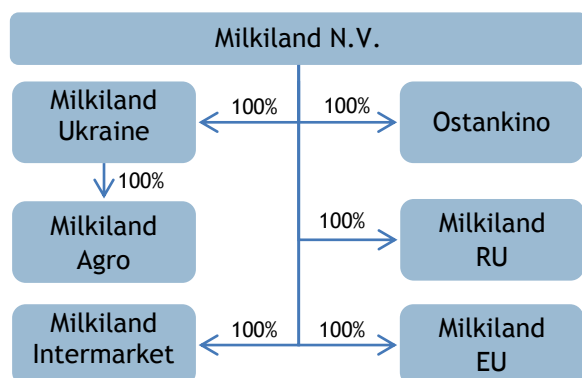 Milkiland N.V.
Milkiland
Ukraine
100%
100%
Ostankino
100%
Milkiland
Agro
100%
Milkiland
RU
Milkiland
Intermarket
100%
100%
Milkiland
EU